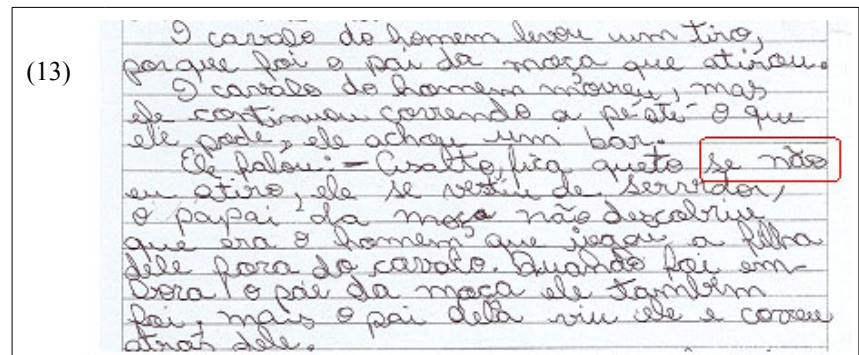 (13)
O cavalo do homem levou um tiro,
porque foi o pai da moça que atirou.
O cavalo do homem morreu, mas
ele continuou correndo a pé até o que
ele pode, ele achou um bar.
Ele falou: - Assalto, fica queto se não
eu atiro, ele se vestiu de
o papai da moça não descobriu
que era o homem que jogou a filha
dele fora do cavalo. Quando foi em-
bora o pai da moça ele também
foi, mais o pai dela viu ele e correu
atrás dele.